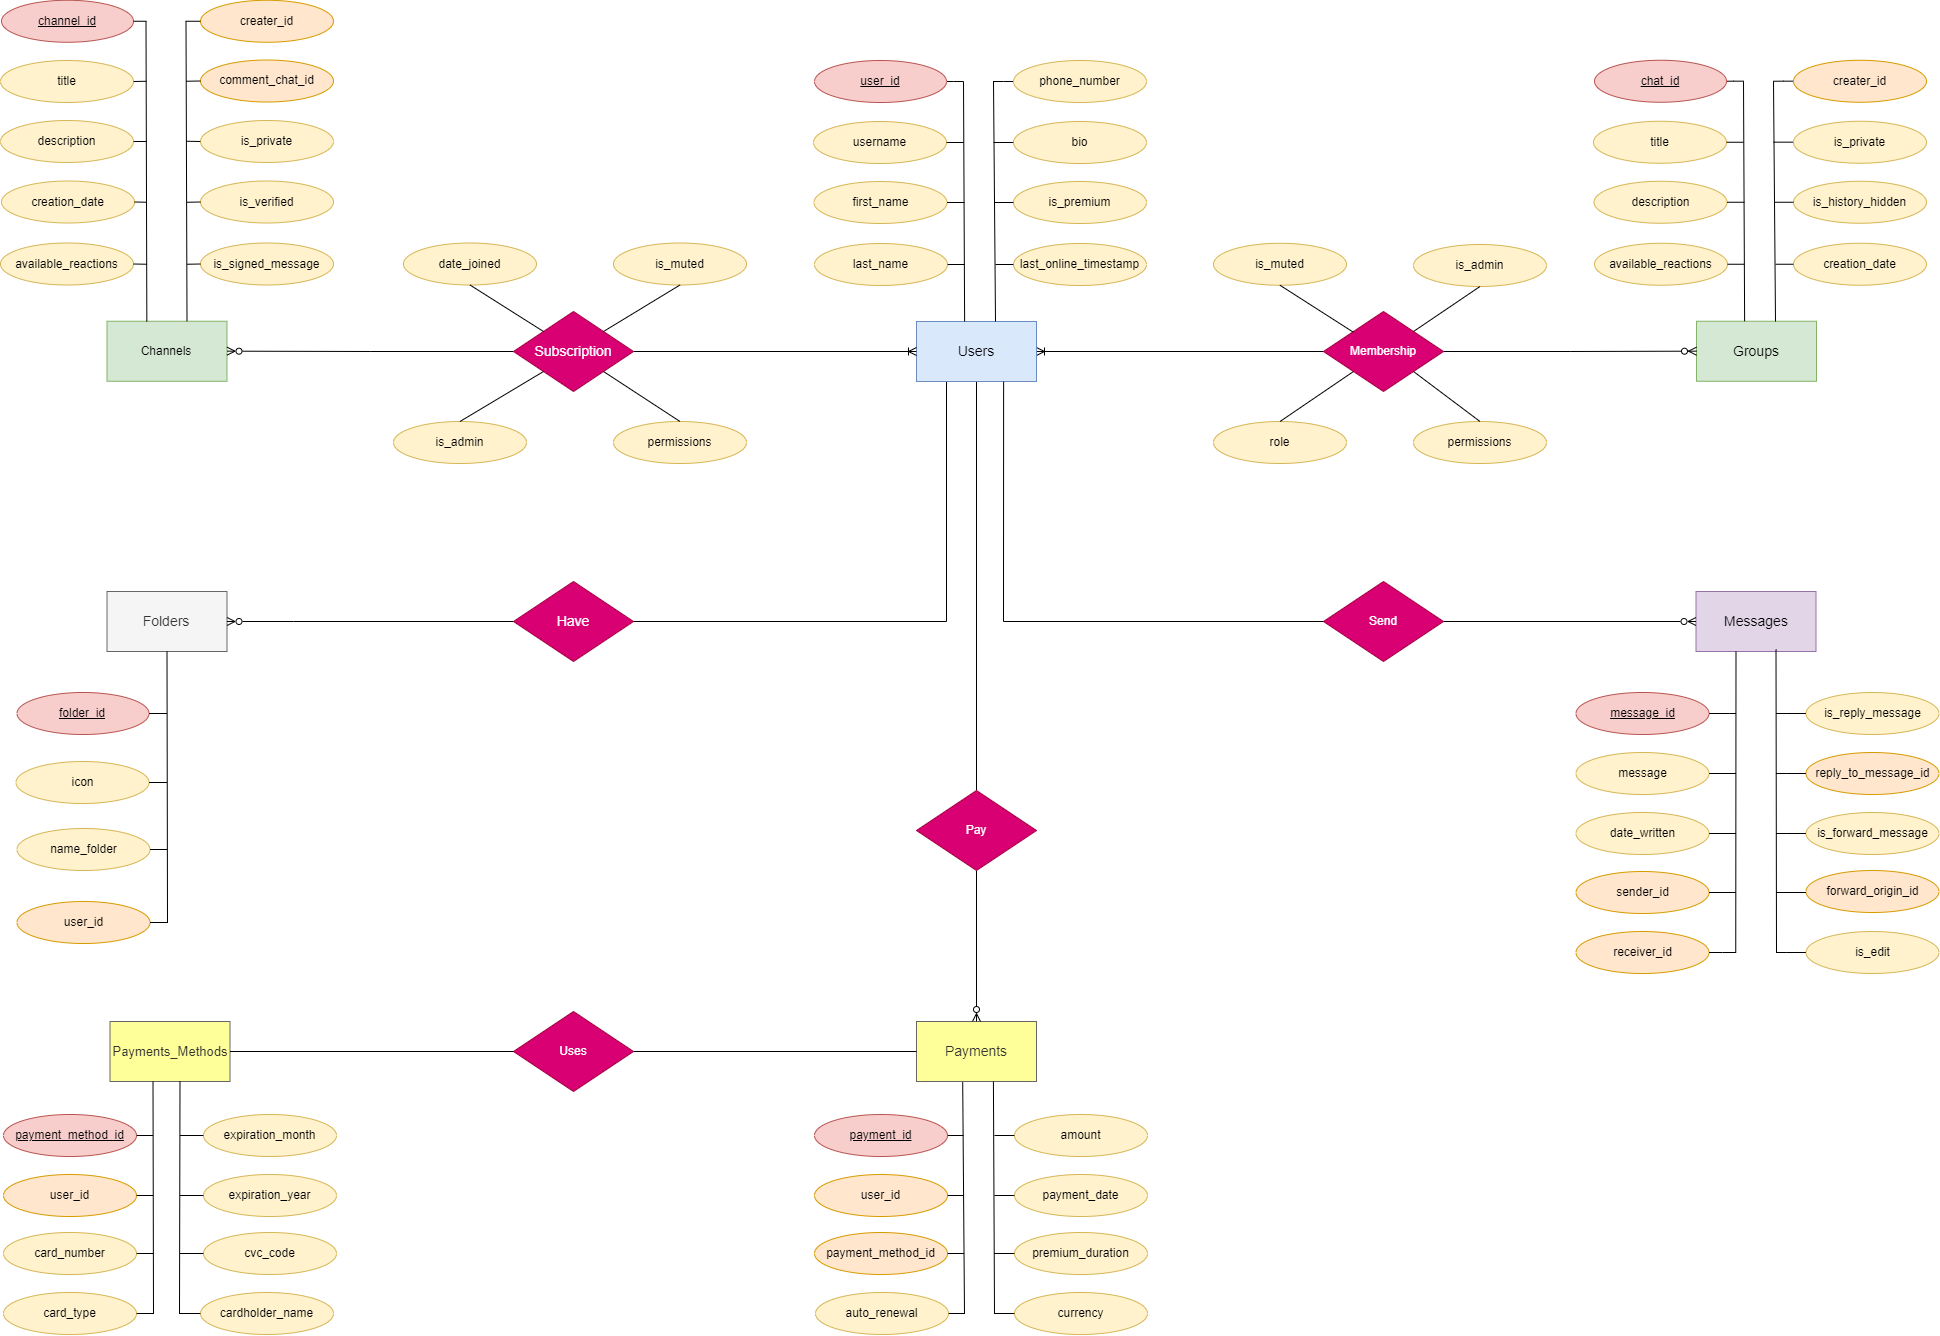 channel_id
title
description
creation_date
available_reactions
creater_id
comment_chat_id
is_private
is_verified
is_signed_message
Channels
date_joined
is_muted
Subscription
is_admin
permissions
user_id
username
first_name
last_name
phone_number
bio
is_premium
last_online_timestamp
Users
is_muted
is_admin
Membership
role
permissions
chat_id
title
description
available_reactions
creater_id
is_private
is_history_hidden
creation_date
Groups
Folders
Have
folder_id
icon
name_folder
user_id
Send
Messages
message_id
message
date_written
sender_id
receiver_id
is_reply_message
reply_to_message_id
is_forward_message
forward_origin_id
is_edit
Pay
Payments_Methods
Uses
Payments
payment_method_id
user_id
card_number
card_type
expiration_month
expiration_year
cvc_code
cardholder_name
payment_id
user_id
payment_method_id
auto_renewal
amount
payment_date
premium_duration
currency